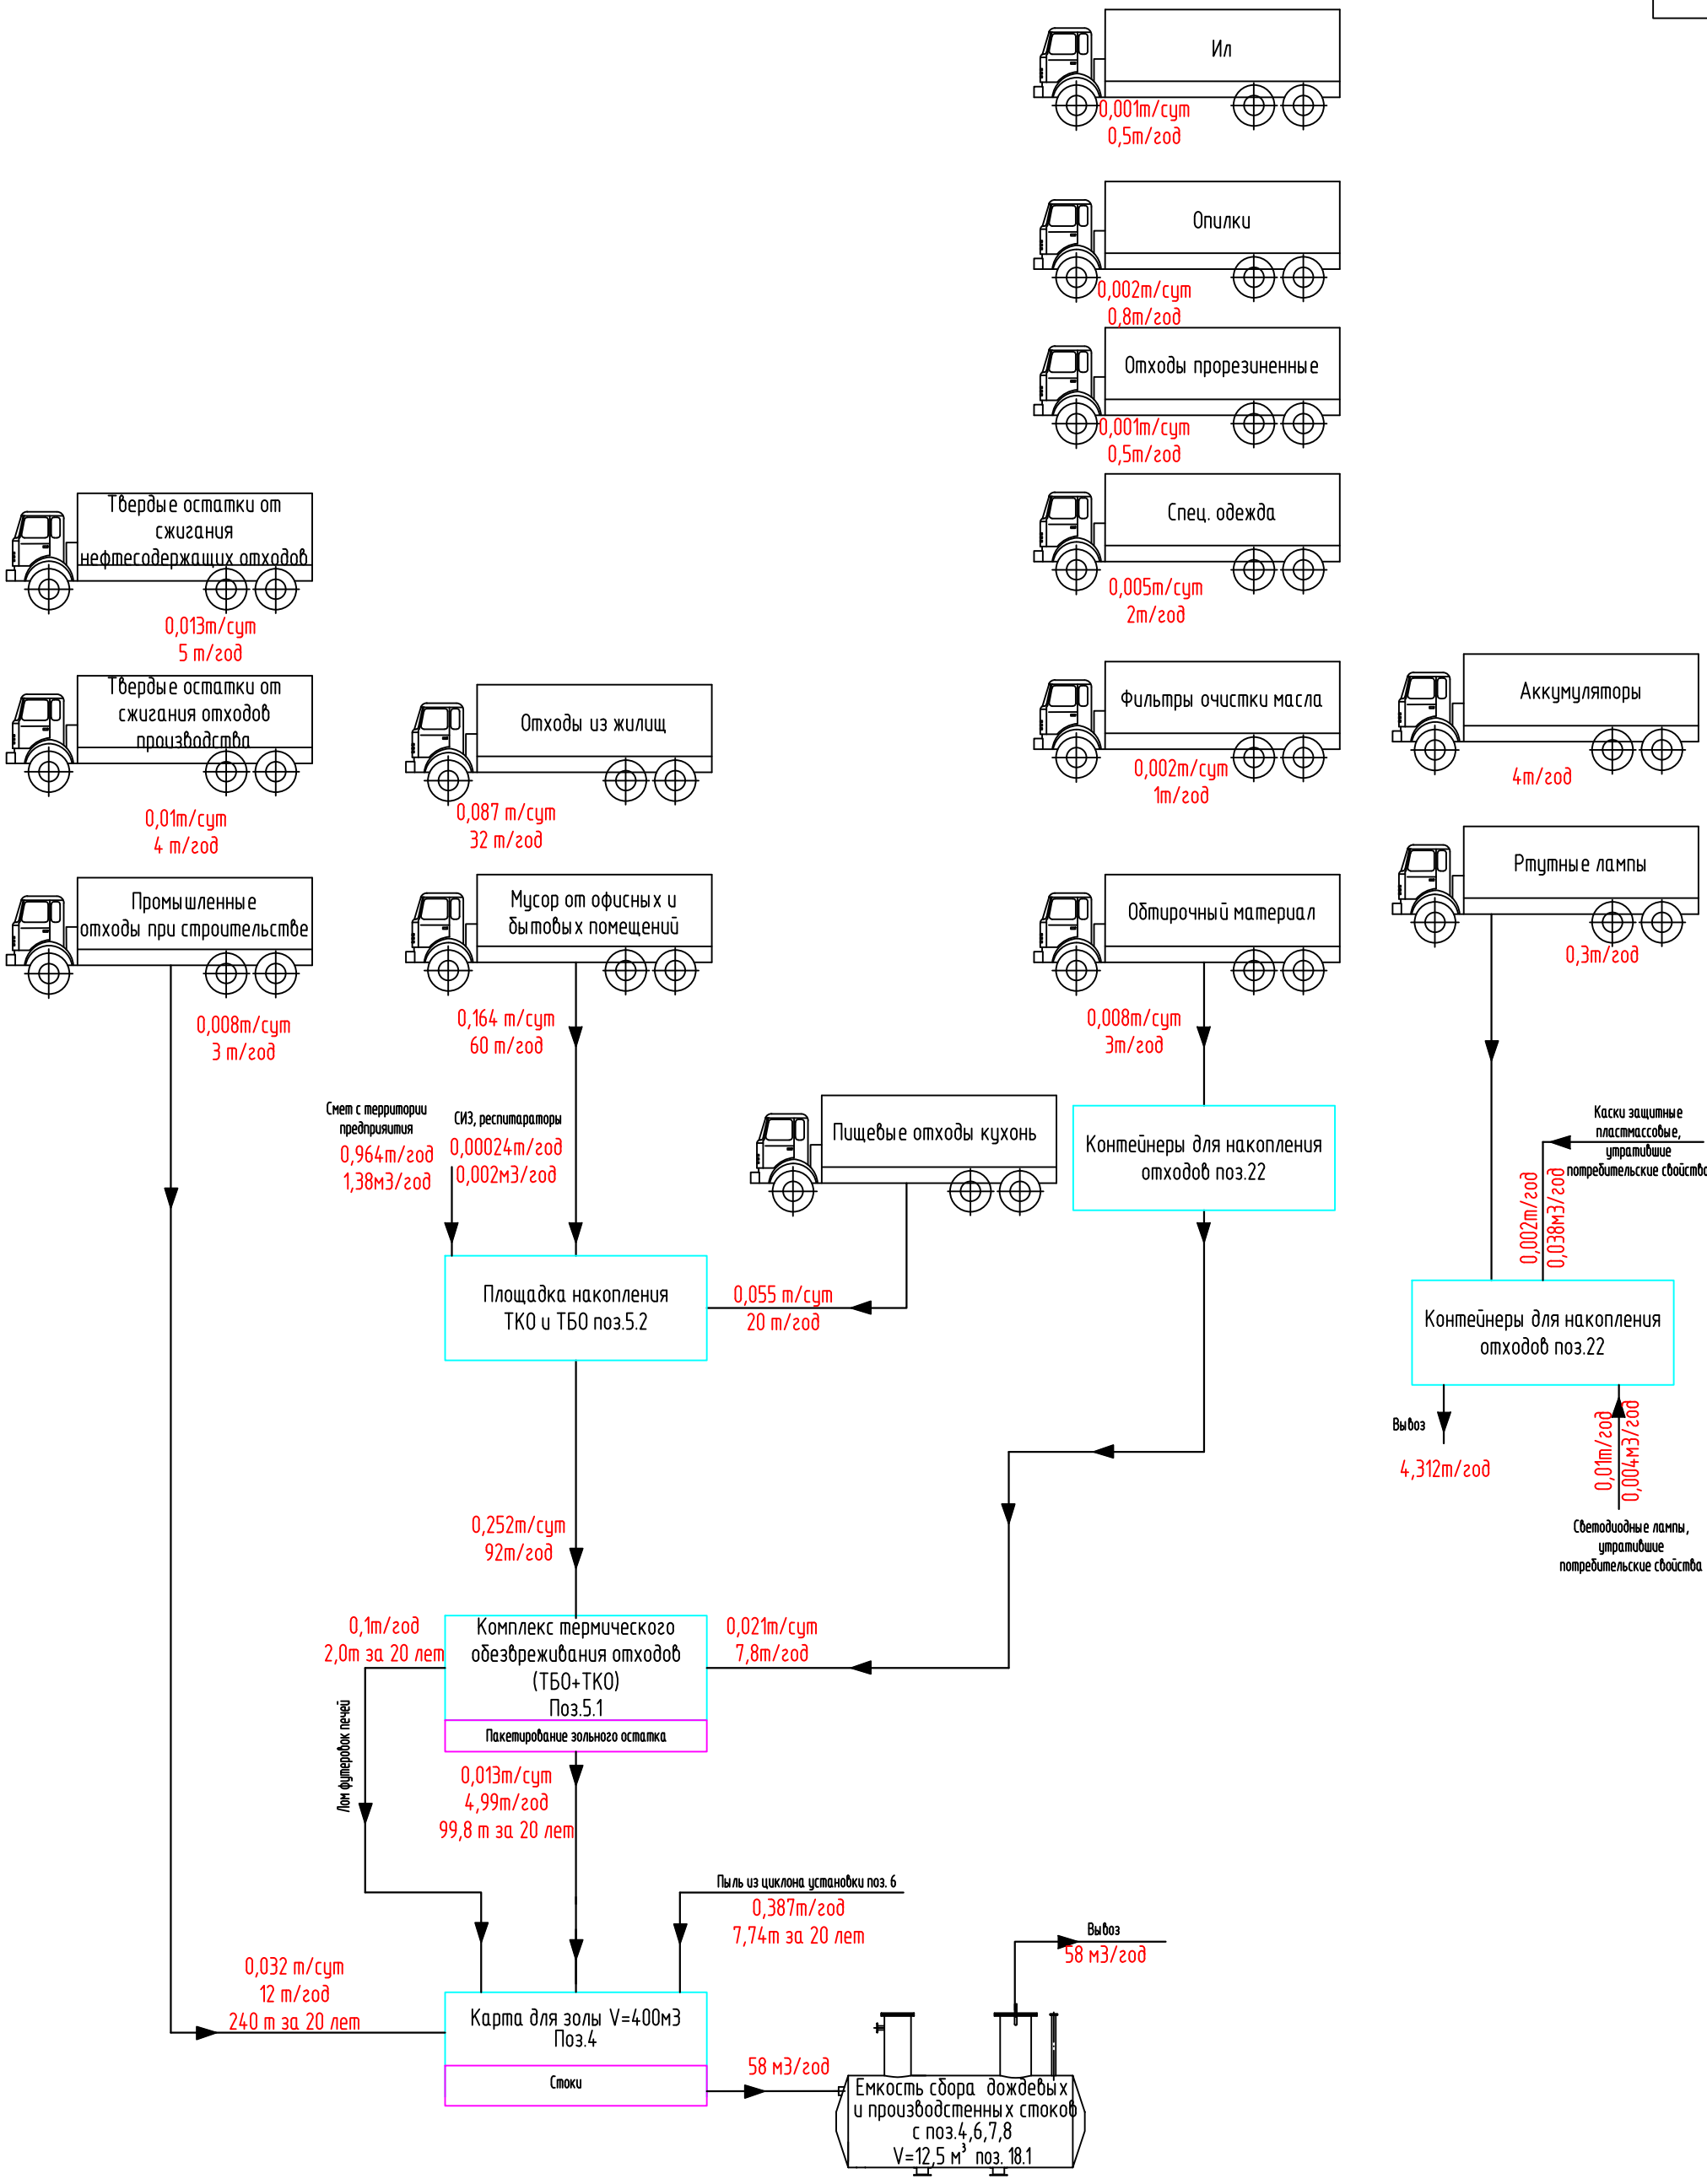 Ил
0,001т/сут
0,5т/год
Опилки
0,002т/сут
0,8т/год
Отходы прорезиненные
0,001т/сут
0,5т/год
Спец. одежда
0,005т/сут
2т/год
Твердые остатки от
сжигания
нефтесодержащих отходов
0,013т/сут
5 т/год
Твердые остатки от
сжигания отходов
производства
0,01т/сут
4 т/год
Отходы из жилищ
0,087 т/сут
32 т/год
Фильтры очистки масла
0,002т/сут
1т/год
Аккумуляторы
4т/год
Ртутные лампы
0,3т/год
Промышленные
отходы при строительстве
0,008т/сут
3 т/год
Мусор от офисных и
бытовых помещений
0,164 т/сут
60 т/год
Обтирочный материал
0,008т/сут
3т/год
Смет с территории
предприятия
0,964т/год
1,38м3/год
СИЗ, респитараторы
0,00024т/год
0,002м3/год
Пищевые отходы кухонь
0,055 т/сут
20 т/год
Контейнеры для накопления
отходов поз.22
Каски защитные
пластмассовые,
утратившие
потребительские свойства
0,002т/год
0,038м3/год
Площадка накопления
ТКО и ТБО поз.5.2
Контейнеры для накопления
отходов поз.22
Вывоз
4,312т/год
0,01т/год
0,004м3/год
Светодиодные лампы,
утратившие
потребительские свойства
0,252т/сут
92т/год
0,1т/год
2,0т за 20 лет
Комплекс термического
обезвреживания отходов
(ТБО+ТКО)
Поз.5.1
Пакетирование зольного остатка
0,021т/сут
7,8т/год
Лом футеровок печей
0,013т/сут
4,99т/год
99,8 т за 20 лет
Пыль из циклона установки поз. 6
0,387т/год
7,74т за 20 лет
0,032 т/сут
12 т/год
240 т за 20 лет
Карта для золы V=400м3
Поз.4
Стоки
58 м3/год
Вывоз
58 м3/год
Емкость сбора дождевых
и производстенных стоков
с поз.4,6,7,8
V=12,5 м³ поз. 18.1